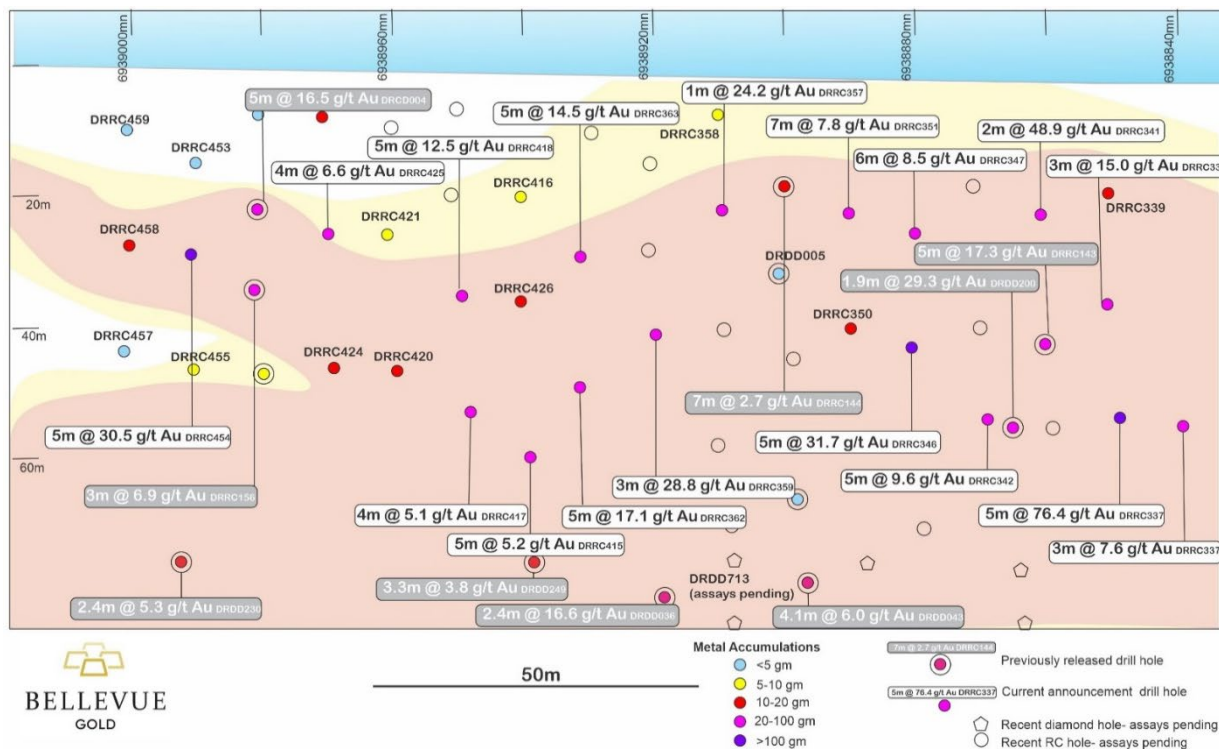 6939000mn
6938960mn
6938920mn
6938880mn
6938840mn
5m @ 16.5 g/t Au DRCD004
1m @ 24.2 g/t Au DRRC357
5m @ 14.5 g/t Au DRRC363
DRRC459
DRRC358
7m @ 7.8 g/t Au DRRC351
2m @ 48.9 g/t Au DRRC341
DRRC453
5m @ 12.5 g/t Au DRRC418
6m @ 8.5 g/t Au DRRC347
3m @ 15.0 g/t Au DRRC33
4m @ 6.6 g/t Au DRRC425
DRRC416
20m
DRRC339
DRRC421
DRRC458
DRDD005
5m @ 17.3 g/t Au DRRC143
1.9m @ 29.3 g/t Au DRDD200
DRRC426
DRRC350
40m
DRRC457
DRRC455
DRRC424
DRRC420
7m @ 2.7 g/t Au DRRC144
5m @ 30.5 g/t Au DRRC454
5m @ 31.7 g/t Au DRRC346
60m
5m @ 9.6 g/t Au DRRC342
3m @ 28.8 g/t Au DRRC359
3m @ 6.9 g/t Au DRRC156
4m @ 5.1 g/t Au DRRC417
5m @ 17.1 g/t Au DRRC362
5m @ 76.4 g/t Au DRRC337
5m @ 5.2 g/t Au DRRC415
3m @ 7.6 g/t Au DRRC337
DRDD713
(assays pending)
3.3m @ 3.8 g/t Au DRDD249
2.4m @ 5.3 g/t Au DRDD230
2.4m @ 16.6 g/t Au DRDD036
4.1m @ 6.0 g/t Au DRDD043
BELLEVUE
GOLD
50m
Metal Accumulations
<5 gm
5-10 gm
10-20 gm
20-100 gm
>100 gm
7m @ 2.7 g/t Au DRRC144
Previously released drill hole
5m @ 76.4 g/t Au DRRC337
Current announcement drill hole
Recent diamond hole- assays pending
Recent RC hole- assays pending